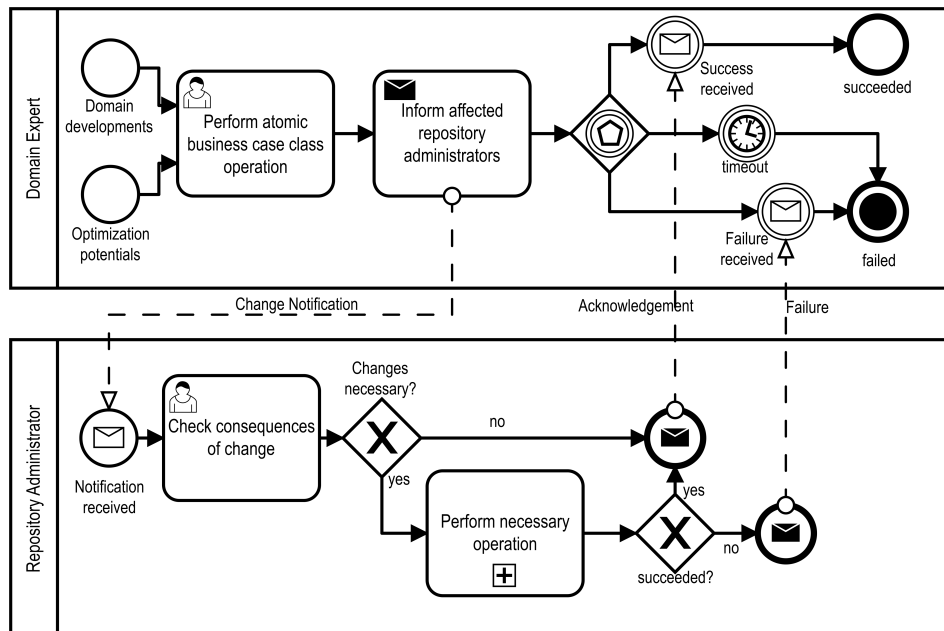 Domain Expert
Domain
developments
Optimization
potentials
Perform atomic
business case class
operation
Inform affected
repository
administrators
Success
received
succeeded
timeout
Failure
received
failed
Change Notification
Acknowledgement
Failure
Repository Administrator
Notification
received
Check consequences
of change
Changes
necessary?
no
yes
Perform necessary
operation
yes
no
succeeded?